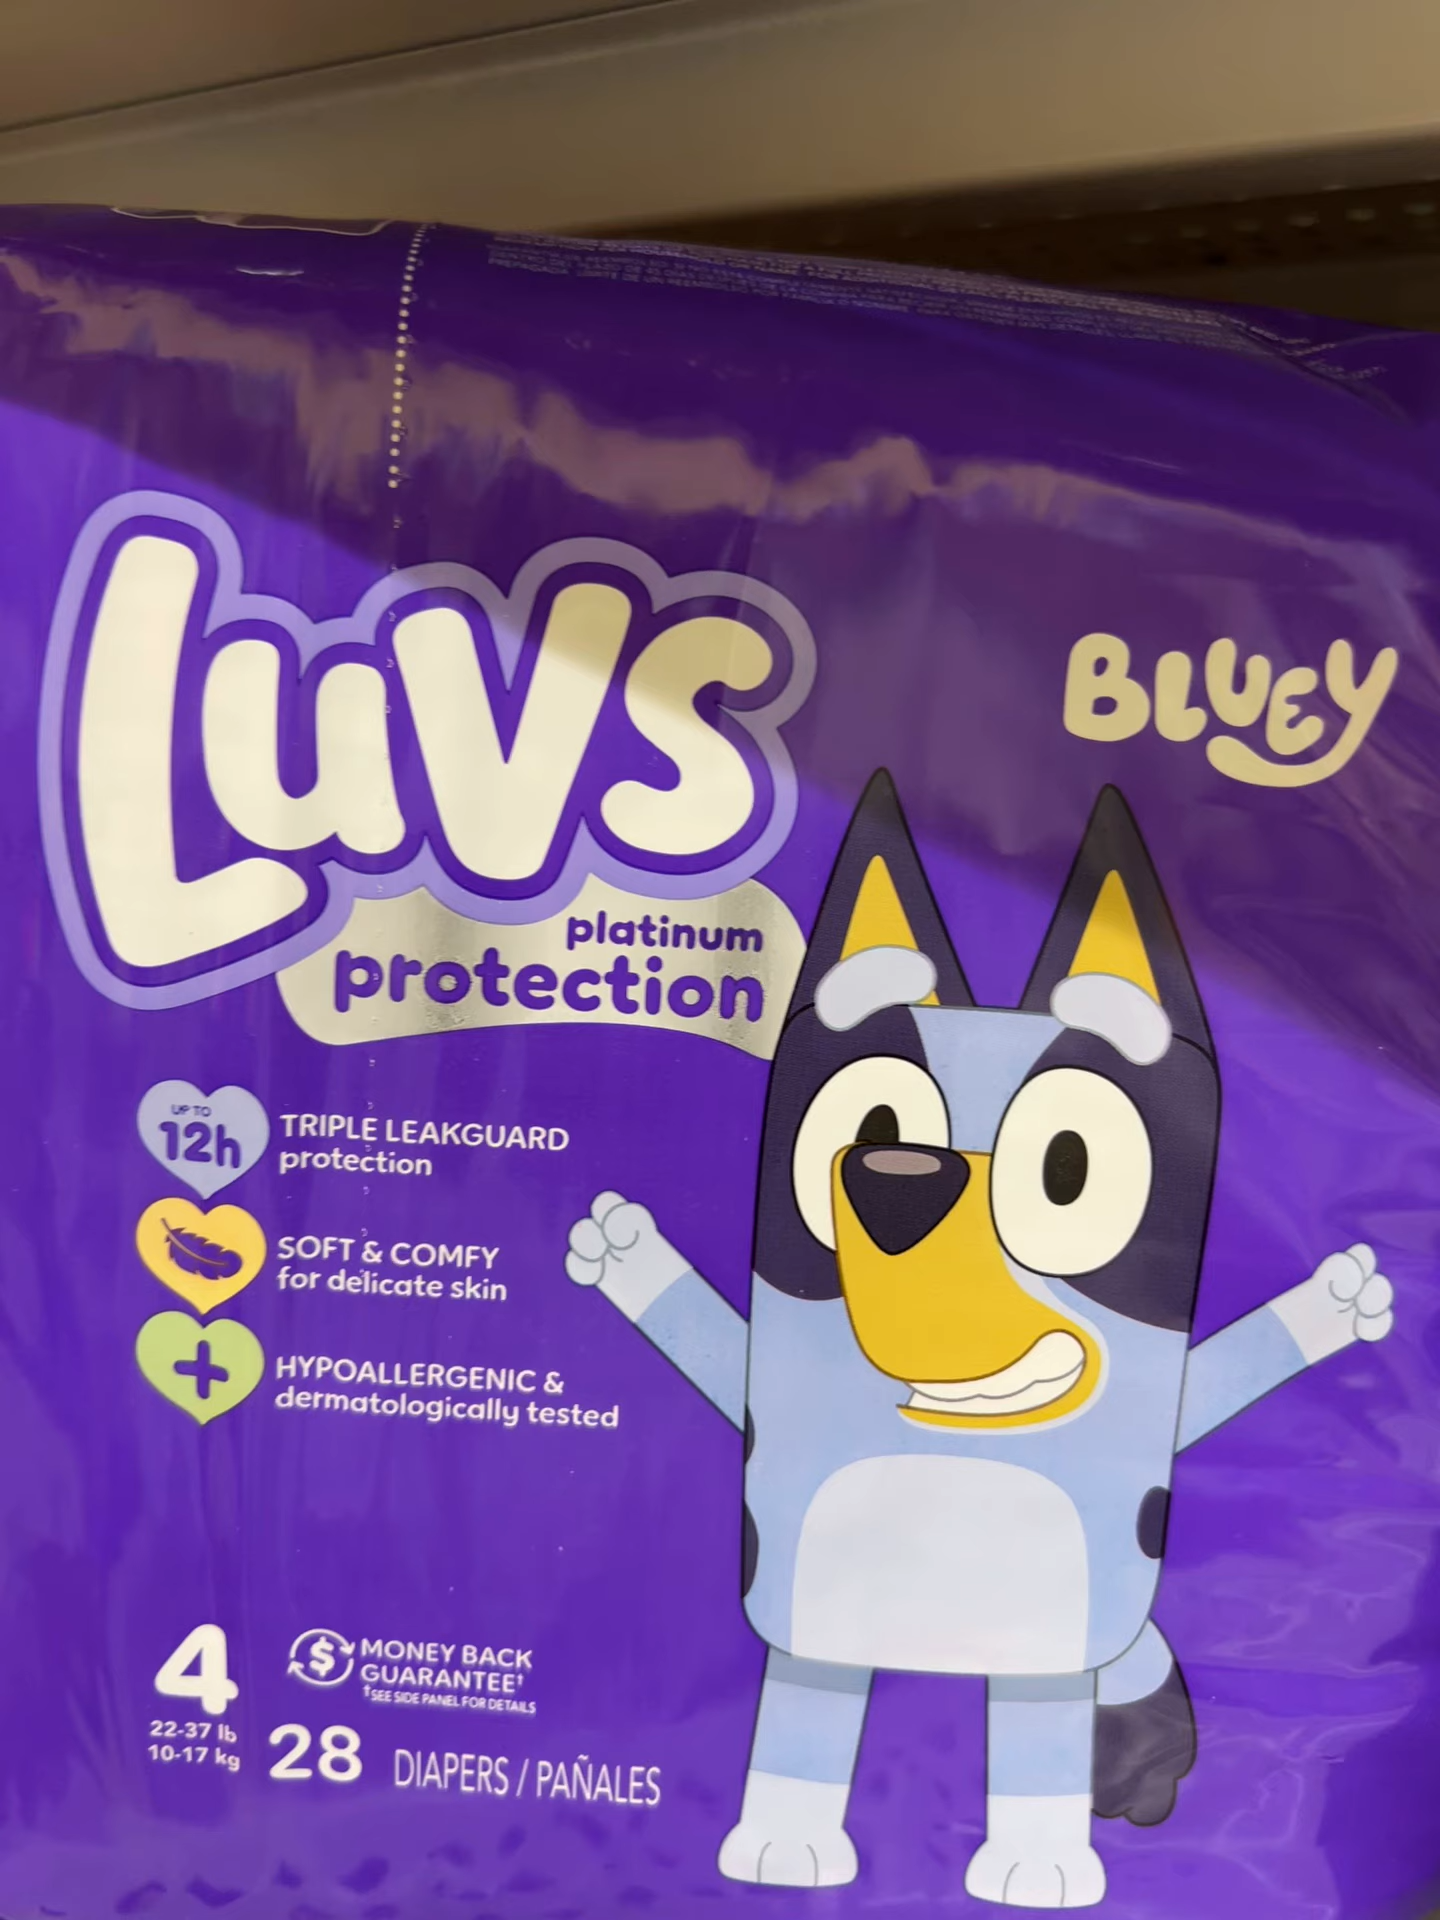 Luvs
BLUEY
platinum
protection
UP TO
12h
TRIPLE LEAKGUARD
protection
SOFT & COMFY
for delicate skin
HYPOALLERGENIC &
dermatologically tested
4
22-37 lb
10-17 kg
MONEY BACK
GUARANTEE†
†SEE SIDE PANEL FOR DETAILS
28 DIAPERS / PAÑALES